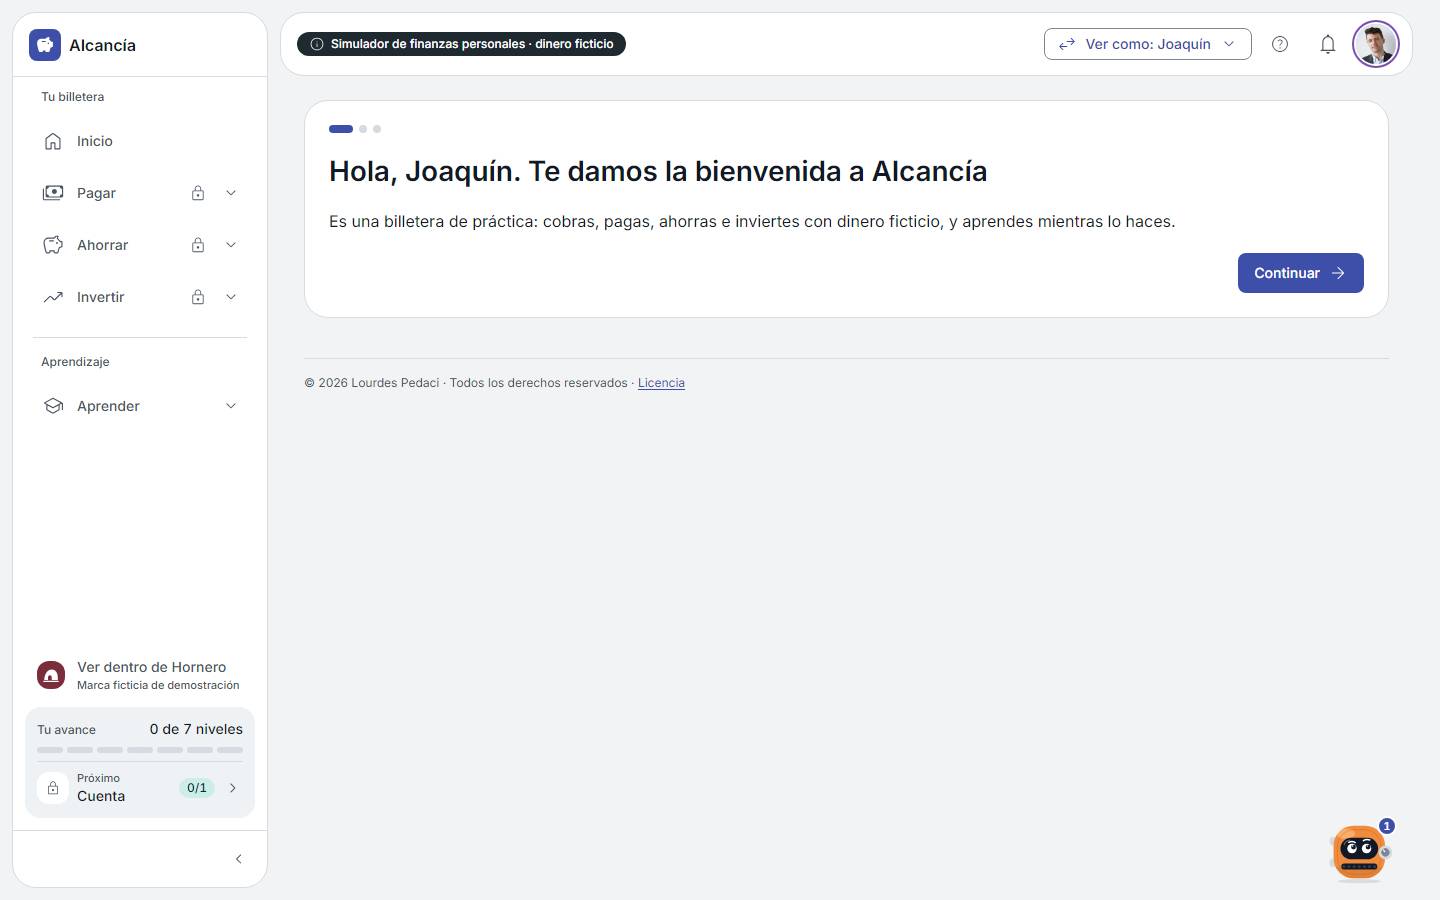 Alcancía
Tu billetera
Inicio
Pagar
Ahorrar
Invertir
Aprendizaje
Aprender
Ver dentro de Hornero
Marca ficticia de demostración
Tu avance
0 de 7 niveles
Próximo
Cuenta
0/1
Simulador de finanzas personales · dinero ficticio
Ver como: Joaquín
Hola, Joaquín. Te damos la bienvenida a Alcancía
Es una billetera de práctica: cobras, pagas, ahorras e inviertes con dinero ficticio, y aprendes mientras lo haces.
Continuar
© 2026 Lourdes Pedaci · Todos los derechos reservados · Licencia
1